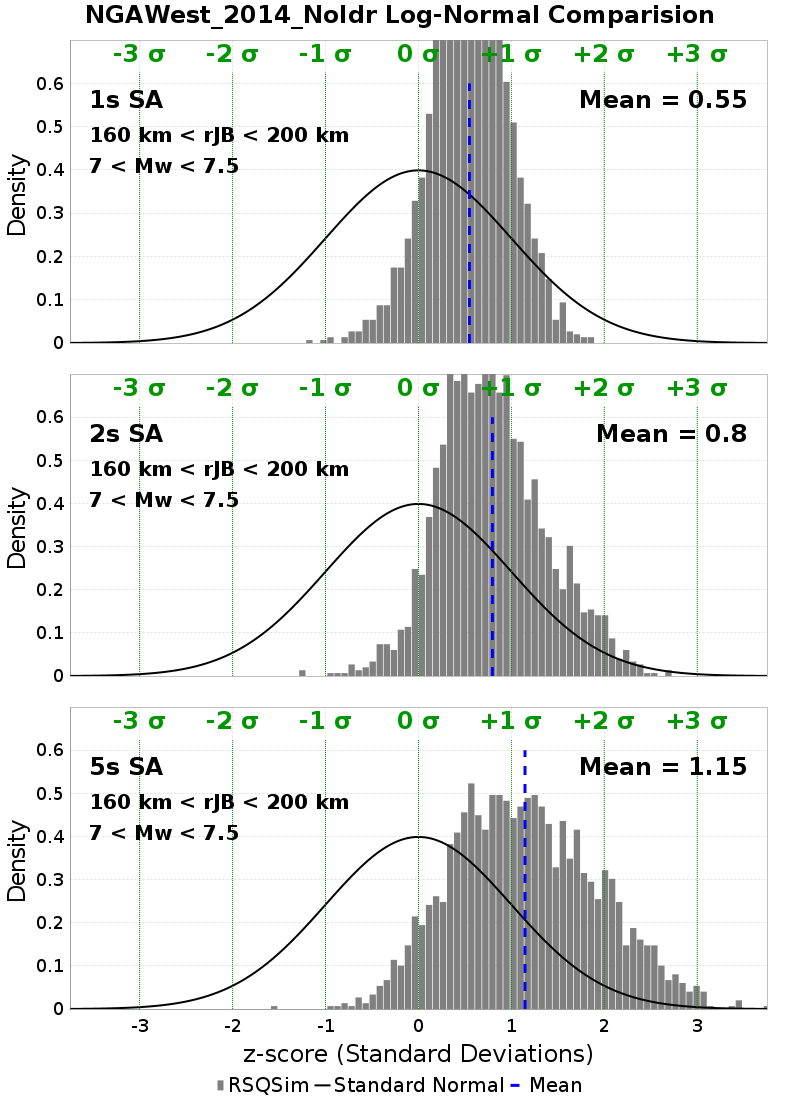 NGAWest_2014_NoIdr Log-Normal Comparision
-3 σ -2 σ -1 σ 0 σ +1 σ +2 σ +3 σ
0.6
1s SA Mean = 0.55
0.5
160 km < rJB < 200 km
0.4
7 < Mw < 7.5
0.3
0.2
0.1
0
Density
-3 σ -2 σ -1 σ 0 σ +1 σ +2 σ +3 σ
0.6
2s SA Mean = 0.8
0.5
160 km < rJB < 200 km
0.4
7 < Mw < 7.5
0.3
0.2
0.1
0
Density
-3 σ -2 σ -1 σ 0 σ +1 σ +2 σ +3 σ
0.6
5s SA Mean = 1.15
0.5
160 km < rJB < 200 km
0.4
7 < Mw < 7.5
0.3
0.2
0.1
0
Density
-3 -2 -1 0 1 2 3
z-score (Standard Deviations)
RSQSim Standard Normal Mean